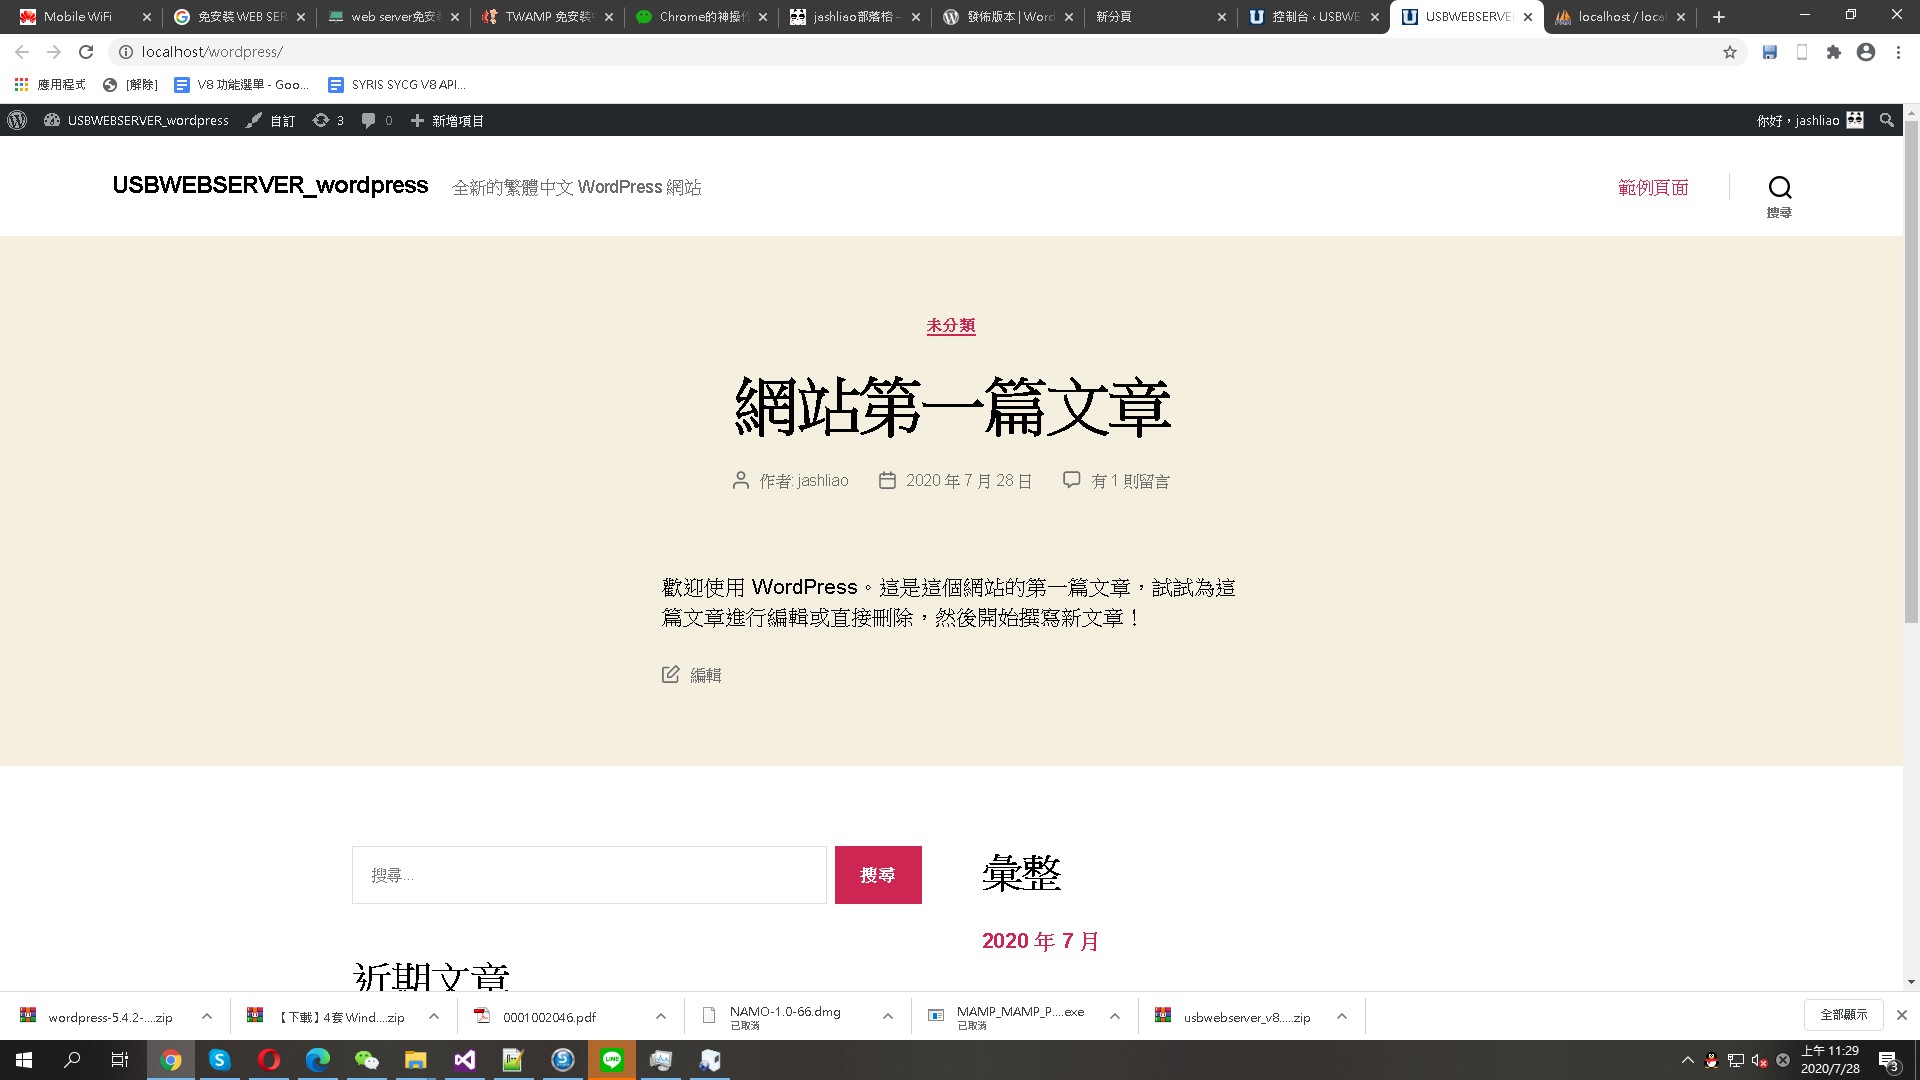 Mobile WiFi
免安裝 WEB SER
web server免安裝
TWAMP 免安裝
Chrome的神操作
jashliao部落格 -
發佈版本 | Word
新分頁
控制台 ‹ USBWE
USBWEBSERVE
localhost / loca
localhost/wordpress/
應用程式
[解除]
V8 功能選單 - Goo...
SYRIS SYCG V8 API...
USBWEBSERVER_wordpress
自訂
3
0
新增項目
你好，jashliao
USBWEBSERVER_wordpress
全新的繁體中文 WordPress 網站
範例頁面
搜尋
未分類
網站第一篇文章
作者: jashliao
2020 年 7 月 28 日
有 1 則留言
歡迎使用 WordPress。這是這個網站的第一篇文章，試試為這
篇文章進行編輯或直接刪除，然後開始撰寫新文章！
編輯
搜尋...
搜尋
彙整
2020 年 7 月
近期文章
wordpress-5.4.2-....zip
【下載】4套Wind....zip
0001002046.pdf
NAMO-1.0-66.dmg
已取消
MAMP_MAMP_P....exe
已取消
usbwebserver_v8.....zip
全部顯示
LINE
上午 11:29
2020/7/28
3